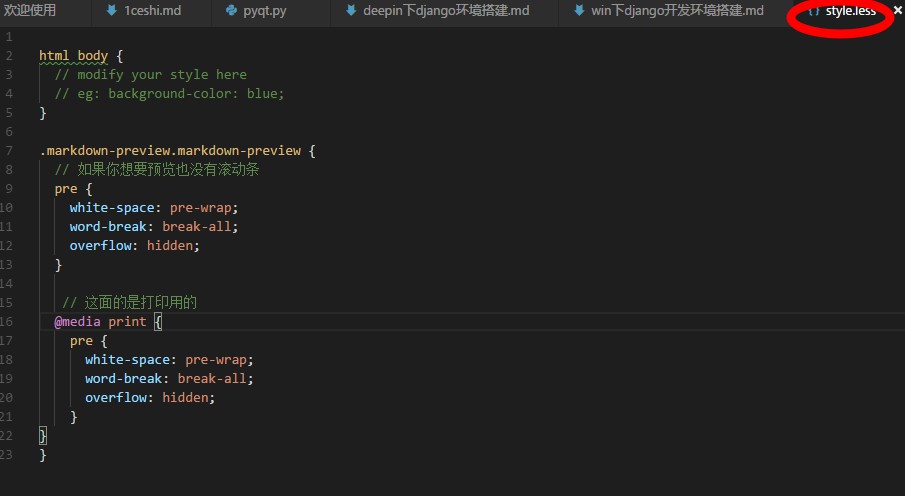 欢迎使用 1ceshi.md pyqt.py deepin下django环境搭建.md win下django开发环境搭建.md {} style.less ×
1
2 html body {
3 // modify your style here
4 // eg: background-color: blue;
5 }
6
7 .markdown-preview.markdown-preview {
8 // 如果你想要预览也没有滚动条
9 pre {
10 white-space: pre-wrap;
11 word-break: break-all;
12 overflow: hidden;
13 }
14
15 // 这面的是打印用的
16 @media print {
17 pre {
18 white-space: pre-wrap;
19 word-break: break-all;
20 overflow: hidden;
21 }
22 }
23 }